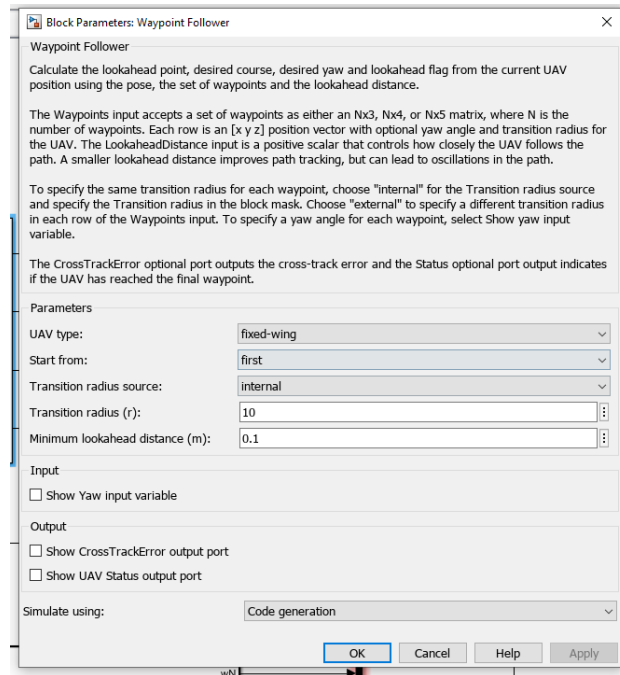 Block Parameters: Waypoint Follower
Waypoint Follower
Calculate the lookahead point, desired course, desired yaw and lookahead flag from the current UAV
position using the pose, the set of waypoints and the lookahead distance.
The Waypoints input accepts a set of waypoints as either an Nx3, Nx4, or Nx5 matrix, where N is the
number of waypoints. Each row is an [x y z] position vector with optional yaw angle and transition radius for
the UAV. The LookaheadDistance input is a positive scalar that controls how closely the UAV follows the
path. A smaller lookahead distance improves path tracking, but can lead to oscillations in the path.
To specify the same transition radius for each waypoint, choose "internal" for the Transition radius source
and specify the Transition radius in the block mask. Choose "external" to specify a different transition radius
in each row of the Waypoints input. To specify a yaw angle for each waypoint, select Show yaw input
variable.
The CrossTrackError optional port outputs the cross-track error and the Status optional port output indicates
if the UAV has reached the final waypoint.
Parameters
UAV type: fixed-wing
Start from: first
Transition radius source: internal
Transition radius (r): 10
Minimum lookahead distance (m): 0.1
Input
Show Yaw input variable
Output
Show CrossTrackError output port
Show UAV Status output port
Simulate using: Code generation
OK Cancel Help Apply
wN